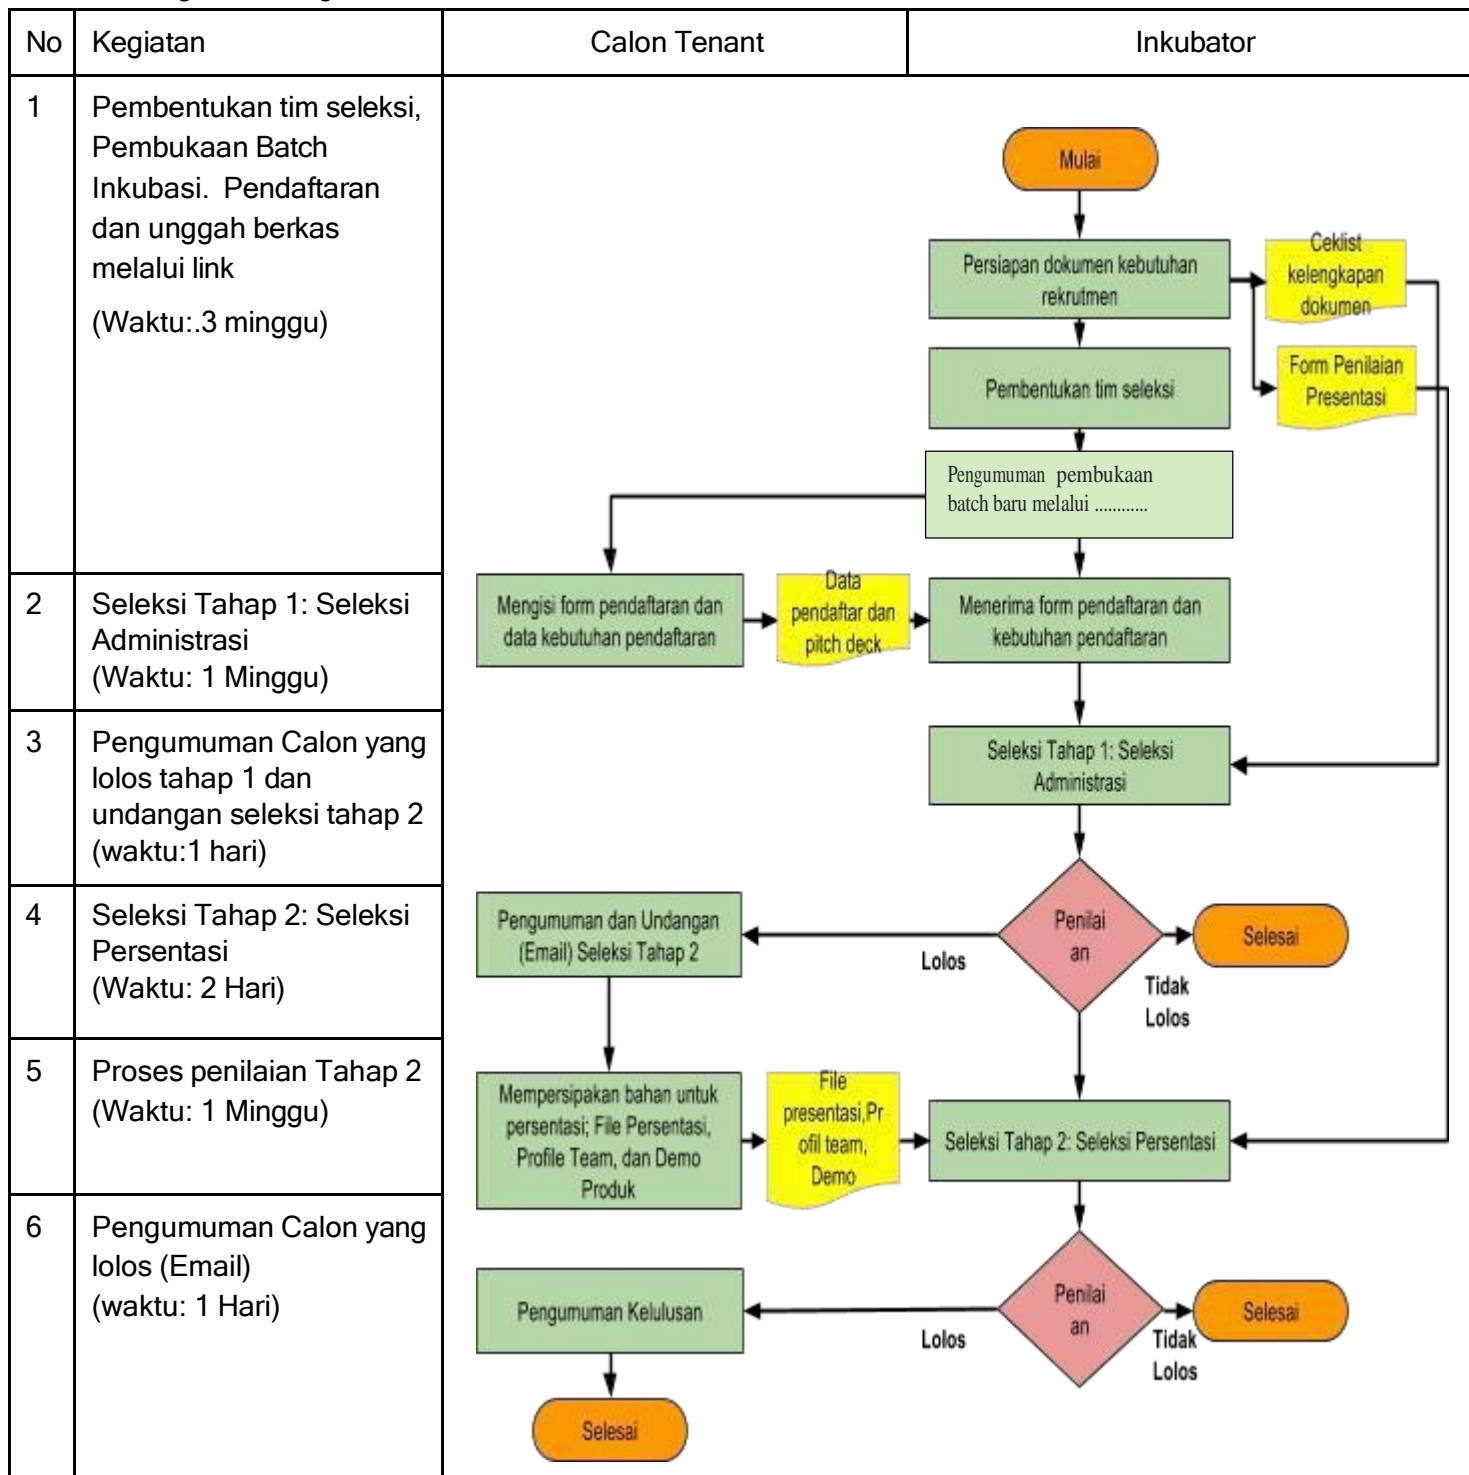 No
Kegiatan
Calon Tenant
Inkubator
1
Pembentukan tim seleksi,
Pembukaan Batch
Inkubasi. Pendaftaran
dan unggah berkas
melalui link
(Waktu:.3 minggu)
2
Seleksi Tahap 1: Seleksi
Administrasi
(Waktu: 1 Minggu)
3
Pengumuman Calon yang
lolos tahap 1 dan
undangan seleksi tahap 2
(waktu:1 hari)
4
Seleksi Tahap 2: Seleksi
Persentasi
(Waktu: 2 Hari)
5
Proses penilaian Tahap 2
(Waktu: 1 Minggu)
6
Pengumuman Calon yang
lolos (Email)
(waktu: 1 Hari)
Mulai
Persiapan dokumen kebutuhan
rekrutmen
Ceklist
kelengkapan
dokumen
Pembentukan tim seleksi
Form Penilaian
Presentasi
Pengumuman pembukaan
batch baru melalui ............
Mengisi form pendaftaran dan
data kebutuhan pendaftaran
Data
pendaftar dan
pitch deck
Menerima form pendaftaran dan
kebutuhan pendaftaran
Seleksi Tahap 1: Seleksi
Administrasi
Pengumuman dan Undangan
(Email) Seleksi Tahap 2
Lolos
Penilai
an
Tidak
Lolos
Selesai
Mempersipakan bahan untuk
persentasi; File Persentasi,
Profile Team, dan Demo
Produk
File
presentasi,Pr
ofil team,
Demo
Seleksi Tahap 2: Seleksi Persentasi
Pengumuman Kelulusan
Lolos
Penilai
an
Tidak
Lolos
Selesai
Selesai